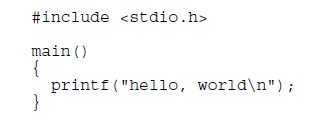 #include <stdio.h>
main()
{
printf("hello, world\n");
}